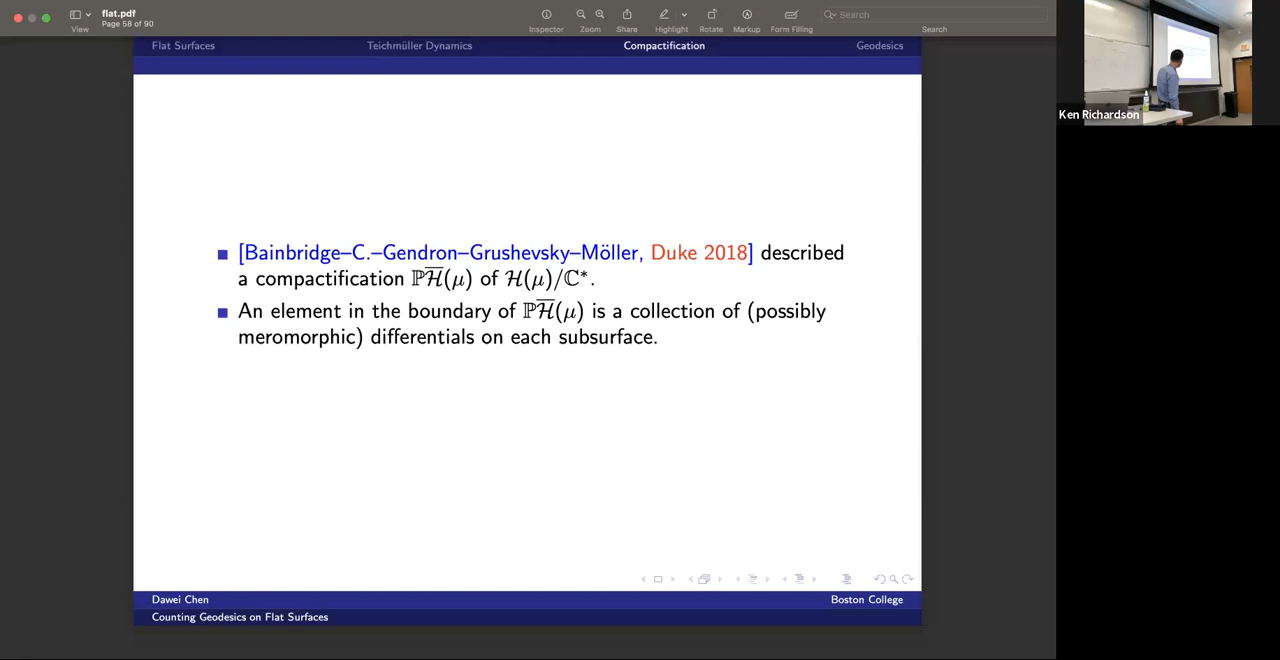 flat.pdf
Page 58 of 90
View
Inspector
Zoom
Share
Highlight
Rotate
Markup
Form Filling
Search
Search
Flat Surfaces
Teichmüller Dynamics
Compactification
Geodesics
[Bainbridge–C.–Gendron–Grushevsky–Möller, Duke 2018] described
a compactification ℙℋ̅(μ) of ℋ(μ)/ℂ*.
An element in the boundary of ℙℋ̅(μ) is a collection of (possibly
meromorphic) differentials on each subsurface.
Dawei Chen
Boston College
Counting Geodesics on Flat Surfaces
Ken Richardson